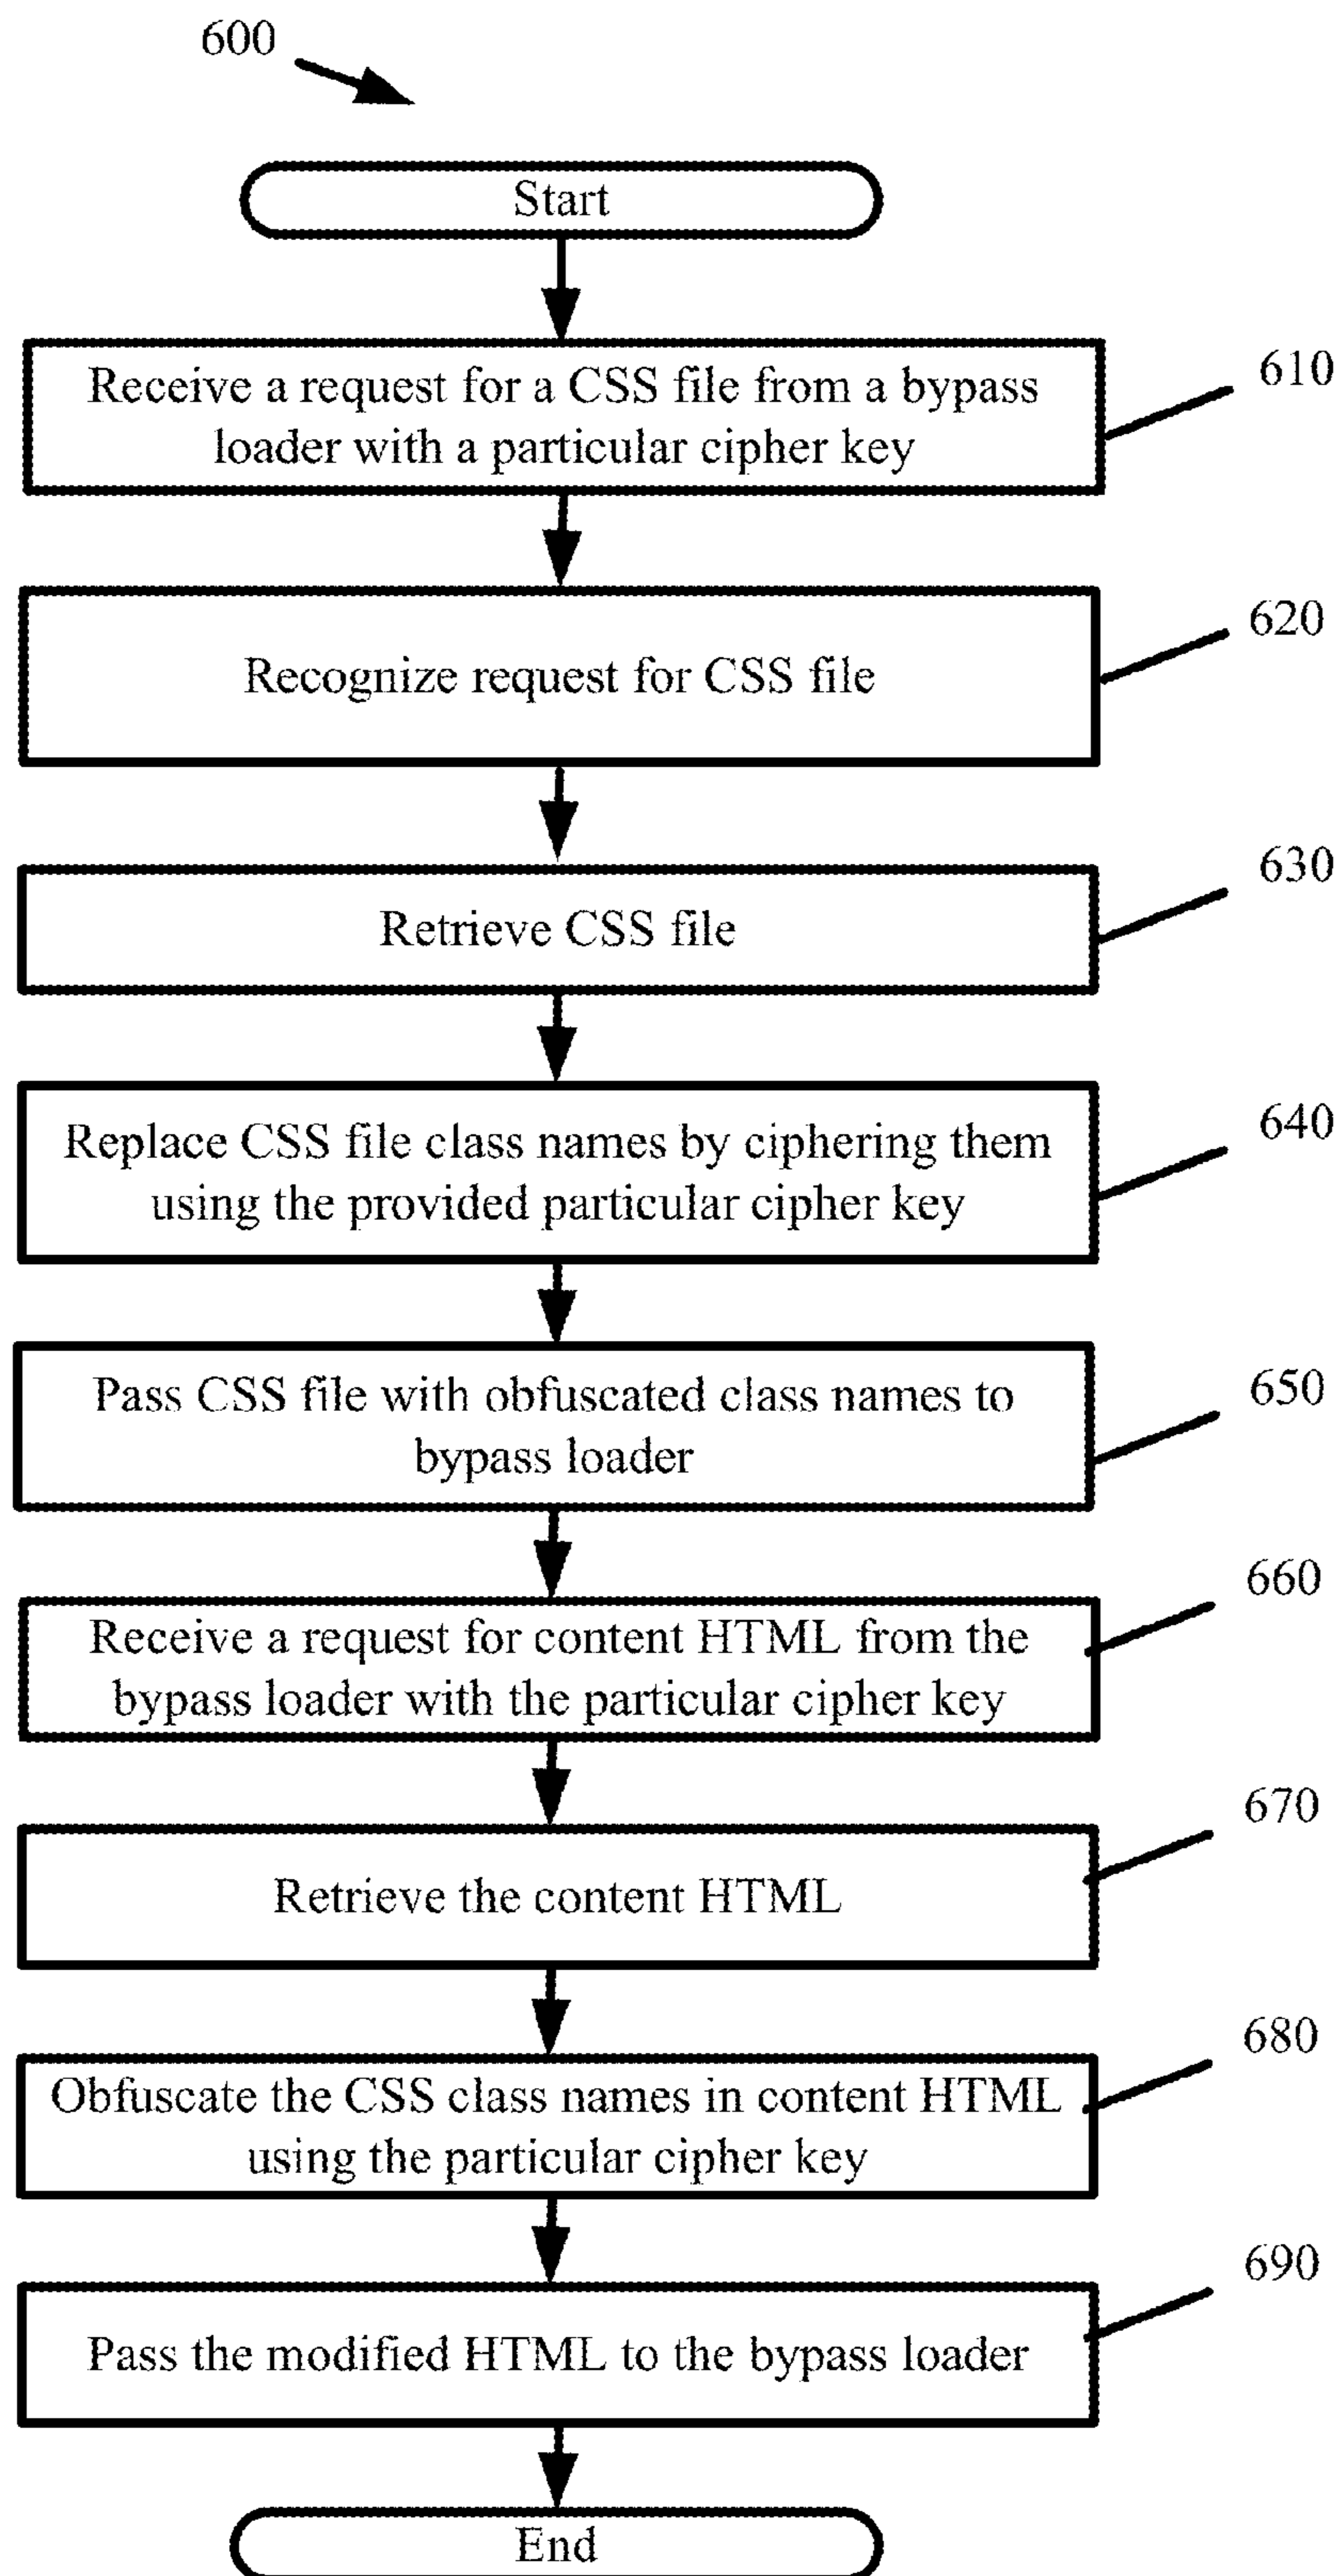 600
Start
Receive a request for a CSS file from a bypass
loader with a particular cipher key
610
Recognize request for CSS file
620
Retrieve CSS file
630
Replace CSS file class names by ciphering them
using the provided particular cipher key
640
Pass CSS file with obfuscated class names to
bypass loader
650
Receive a request for content HTML from the
bypass loader with the particular cipher key
660
Retrieve the content HTML
670
Obfuscate the CSS class names in content HTML
using the particular cipher key
680
Pass the modified HTML to the bypass loader
690
End